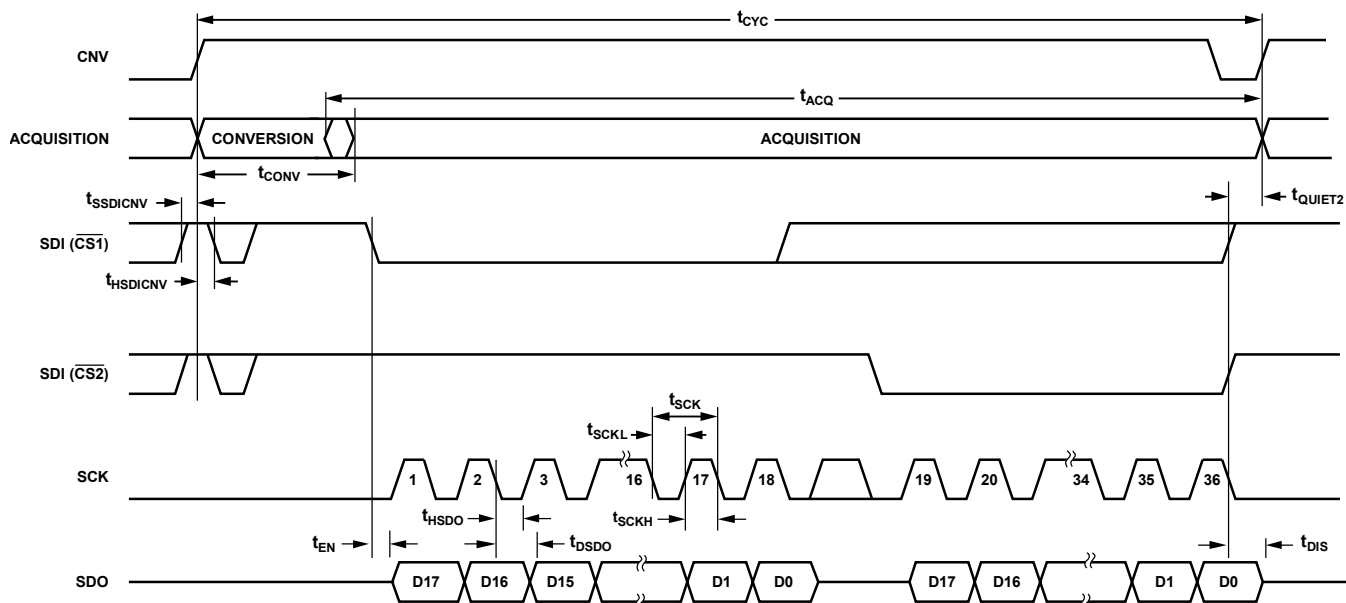 tCYC
CNV
tACQ
ACQUISITION CONVERSION ACQUISITION
tCONV
tSSDICNV tQUIET2
SDI (CS1)
tHSDICNV
SDI (CS2)
tSCK
tSCKL
SCK 1 2 3 16 17 18 19 20 34 35 36
tHSDO tSCKH
tEN tDSDO tDIS
SDO D17 D16 D15 D1 D0 D17 D16 D1 D0